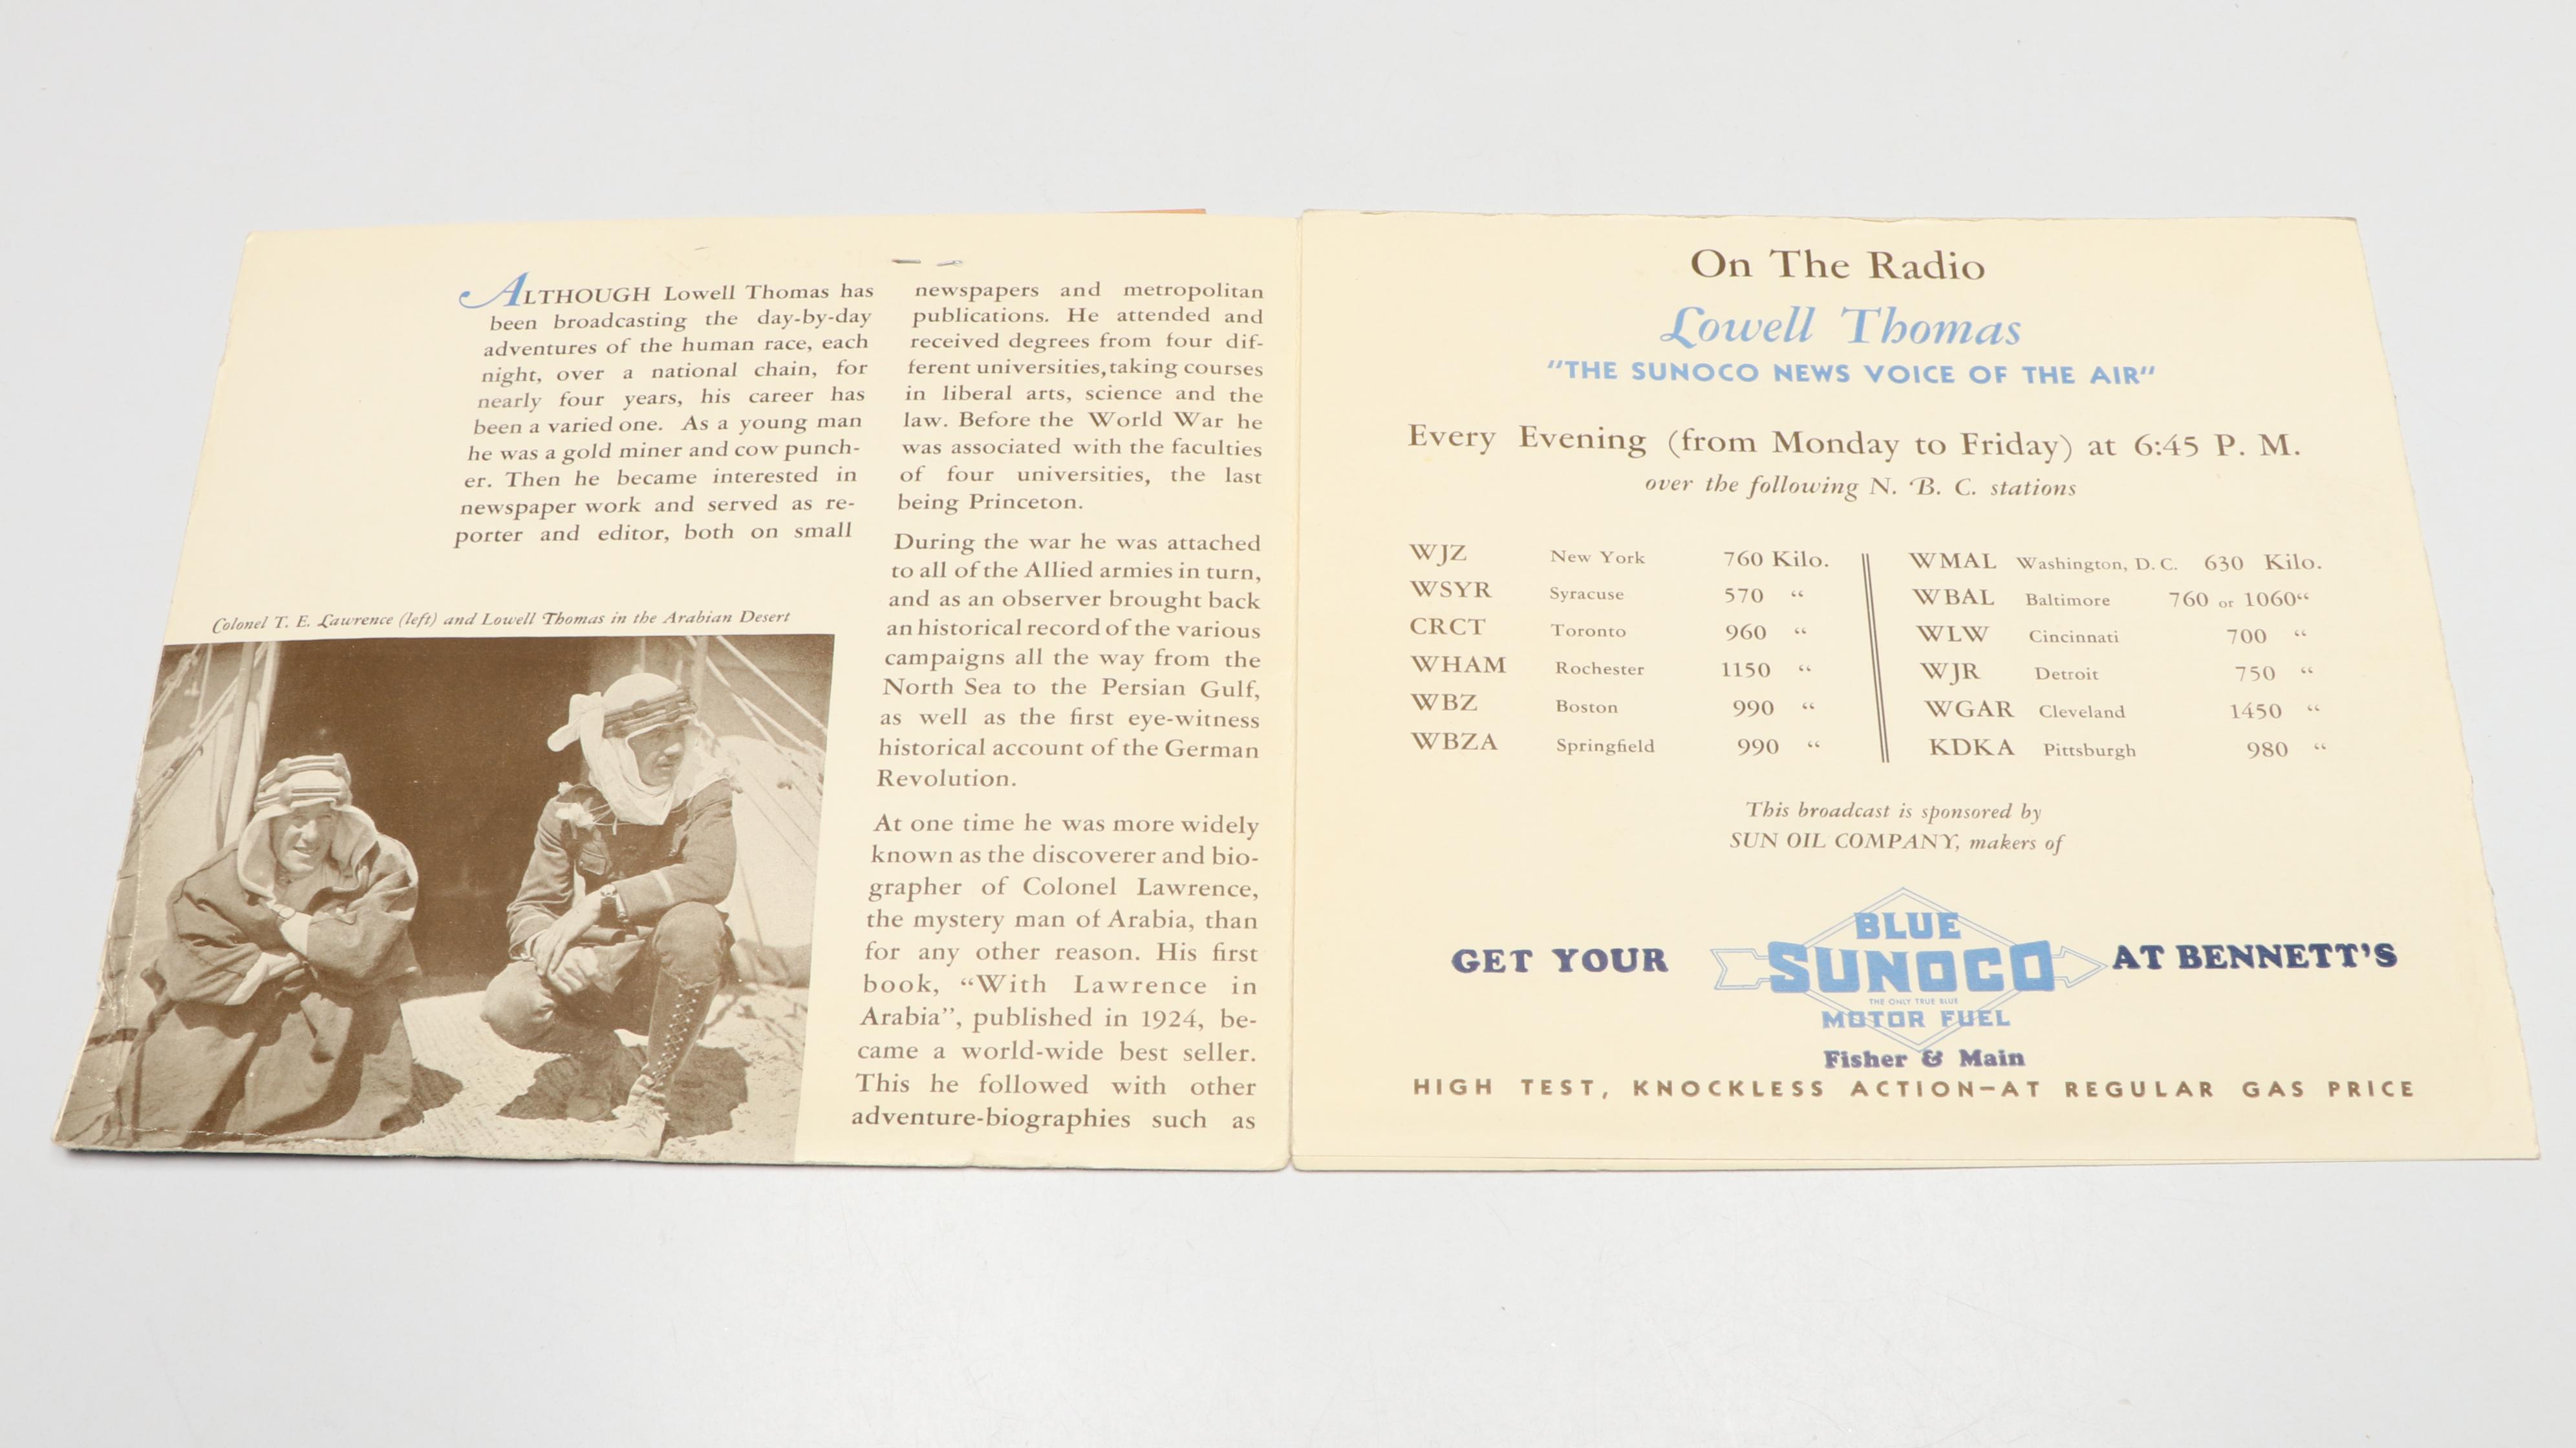 ALTHOUGH Lowell Thomas has
been broadcasting the day-by-day
adventures of the human race, each
night, over a national chain, for
nearly four years, his career has
been a varied one. As a young man
he was a gold miner and cow punch-
er. Then he became interested in
newspaper work and served as re-
porter and editor, both on small
Colonel T. E. Lawrence (left) and Lowell Thomas in the Arabian Desert
newspapers and metropolitan
publications. He attended and
received degrees from four dif-
ferent universities, taking courses
in liberal arts, science and the
law. Before the World War he
was associated with the faculties
of four universities, the last
being Princeton.
During the war he was attached
to all of the Allied armies in turn,
and as an observer brought back
an historical record of the various
campaigns all the way from the
North Sea to the Persian Gulf,
as well as the first eye-witness
historical account of the German
Revolution.
At one time he was more widely
known as the discoverer and bio-
grapher of Colonel Lawrence,
the mystery man of Arabia, than
for any other reason. His first
book, “With Lawrence in
Arabia”, published in 1924, be-
came a world-wide best seller.
This he followed with other
adventure-biographies such as
On The Radio
Lowell Thomas
"THE SUNOCO NEWS VOICE OF THE AIR"
Every Evening (from Monday to Friday) at 6:45 P. M.
over the following N. B. C. stations
WJZ New York 760 Kilo.
WSYR Syracuse 570 “
CRCT Toronto 960 “
WHAM Rochester 1150 “
WBZ Boston 990 “
WBZA Springfield 990 “
WMAL Washington, D. C. 630 Kilo.
WBAL Baltimore 760 or 1060“
WLW Cincinnati 700 “
WJR Detroit 750 “
WGAR Cleveland 1450 “
KDKA Pittsburgh 980 “
This broadcast is sponsored by
SUN OIL COMPANY, makers of
GET YOUR
BLUE
SUNOCO
THE ONLY TRUE BLUE
MOTOR FUEL
AT BENNETT'S
Fisher & Main
HIGH TEST, KNOCKLESS ACTION—AT REGULAR GAS PRICE